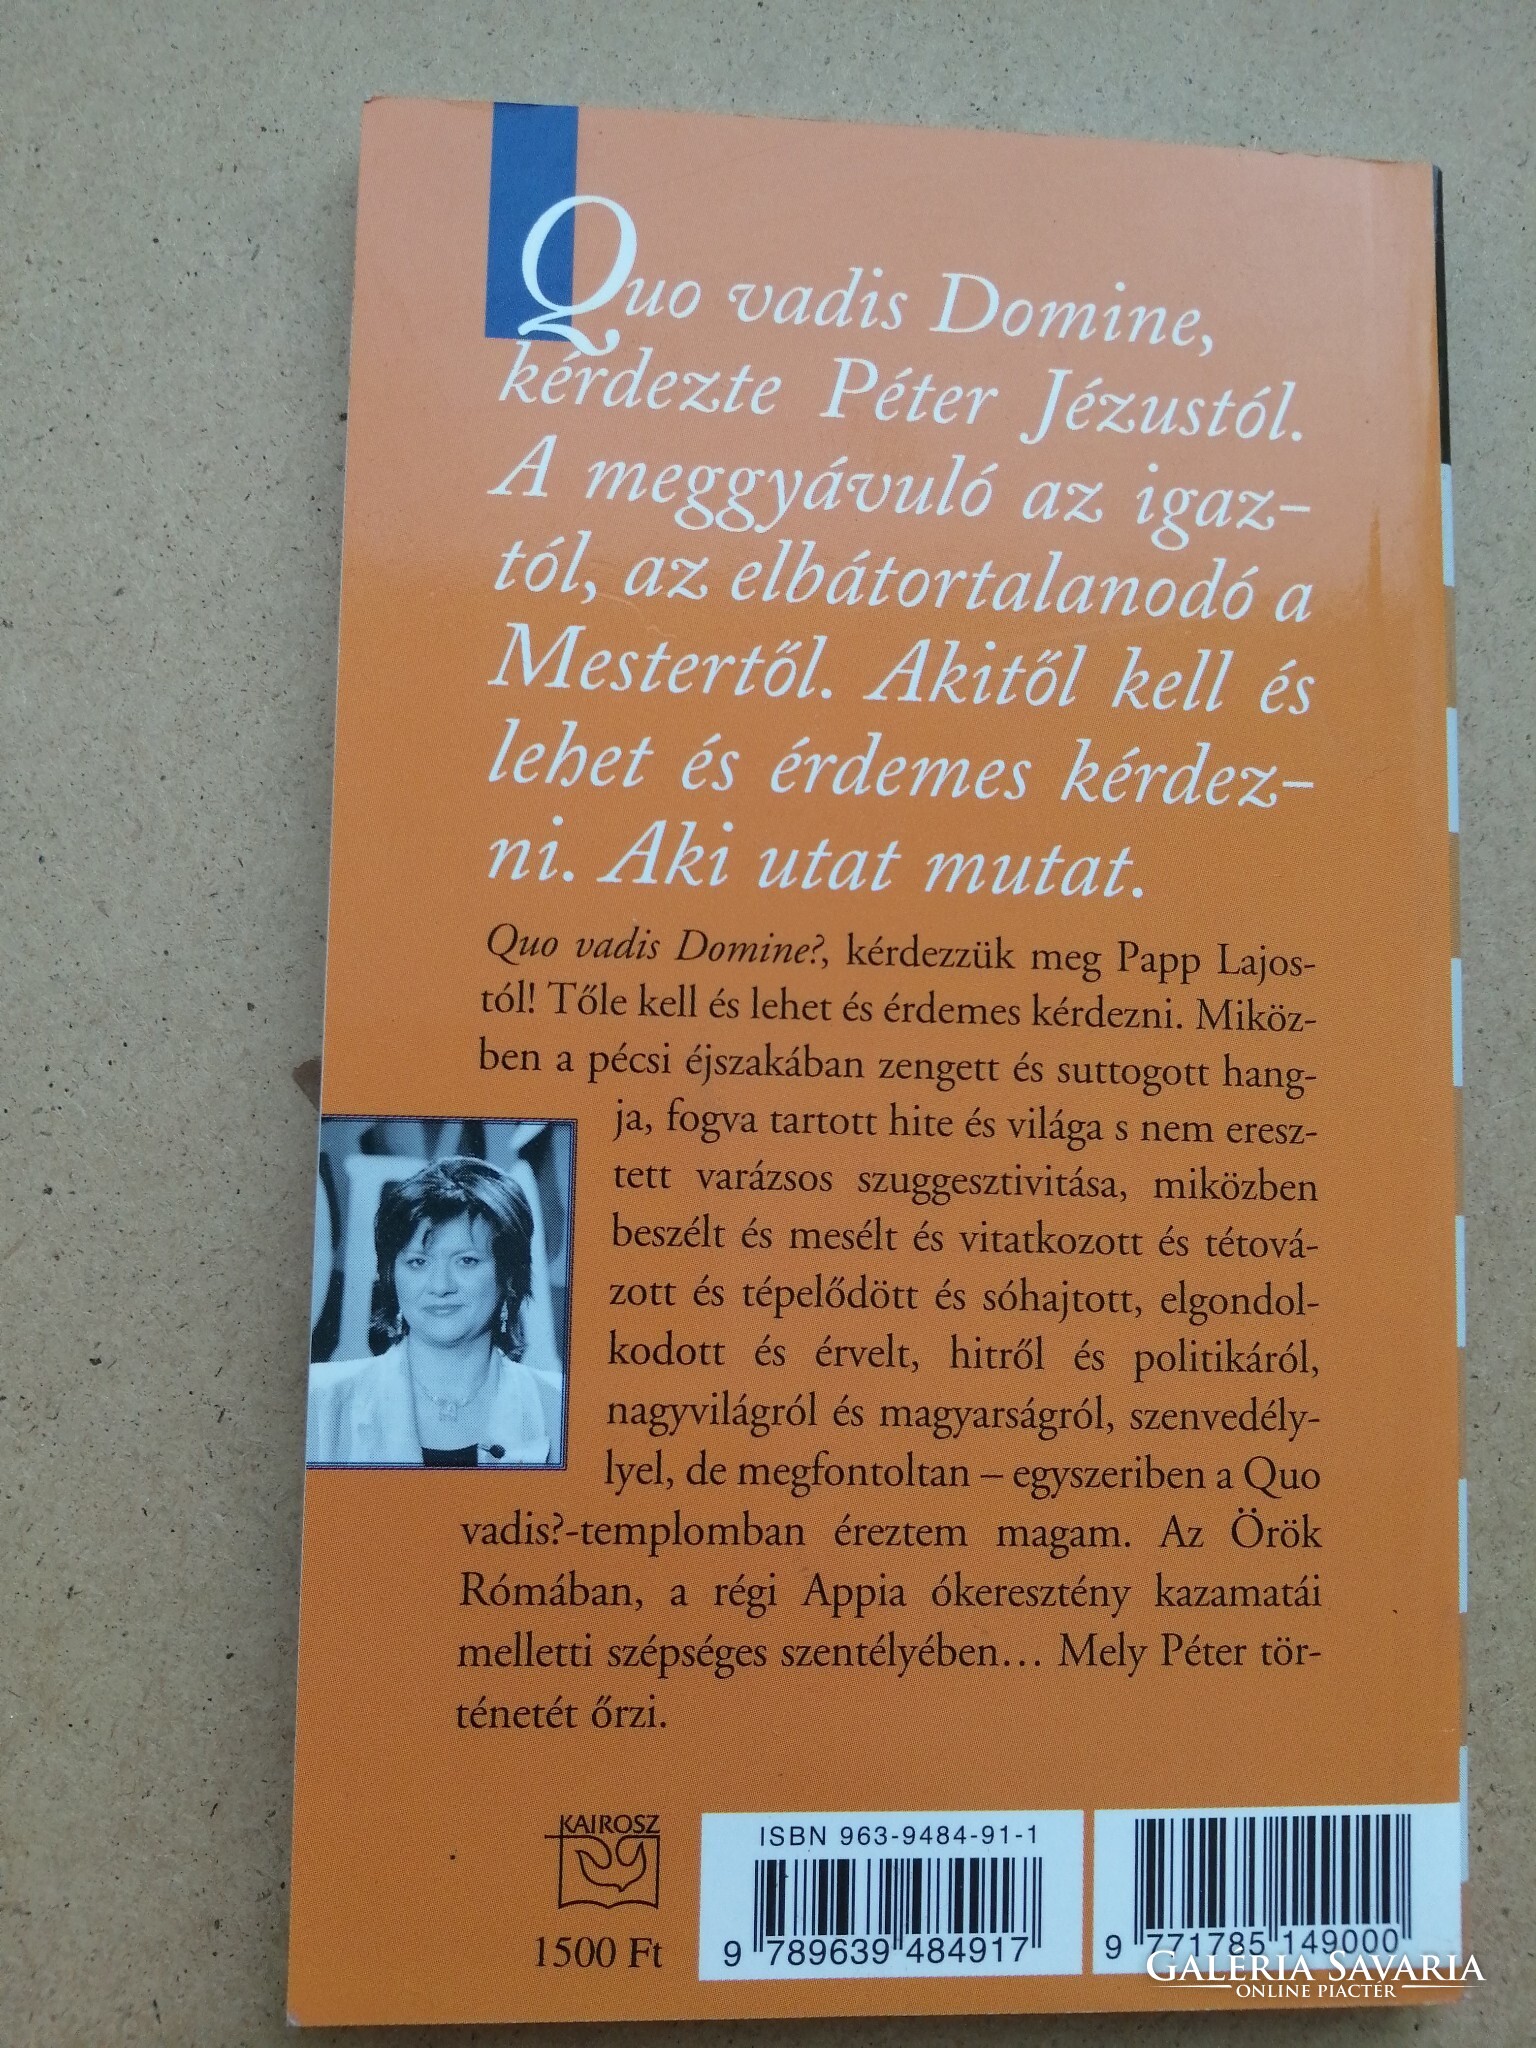 Quo vadis Domine,
kérdezte Péter Jézustól.
A meggyávuló az igaz-
tól, az elbátortalanodó a
Mestertől. Akitől kell és
lehet és érdemes kérdez-
ni. Aki utat mutat.
Quo vadis Domine?, kérdezzük meg Papp Lajos-
tól! Tőle kell és lehet és érdemes kérdezni. Miköz-
ben a pécsi éjszakában zengett és suttogott hang-
ja, fogva tartott hite és világa s nem eresz-
tett varázsos szuggesztivitása, miközben
beszélt és mesélt és vitatkozott és tétová-
zott és tépelődött és sóhajtott, elgondol-
kodott és érvelt, hitről és politikáról,
nagyvilágról és magyarságról, szenvedély-
lyel, de megfontoltan – egyszeriben a Quo
vadis?-templomban éreztem magam. Az Örök
Rómában, a régi Appia ókeresztény kazamatái
melletti szépséges szentélyében... Mely Péter tör-
ténetét őrzi.
KAIROSZ
1500 Ft
ISBN 963-9484-91-1
9 789639 484917
9 771785 149000
GALÉRIA SAVARIA
ONLINE PIACTÉR